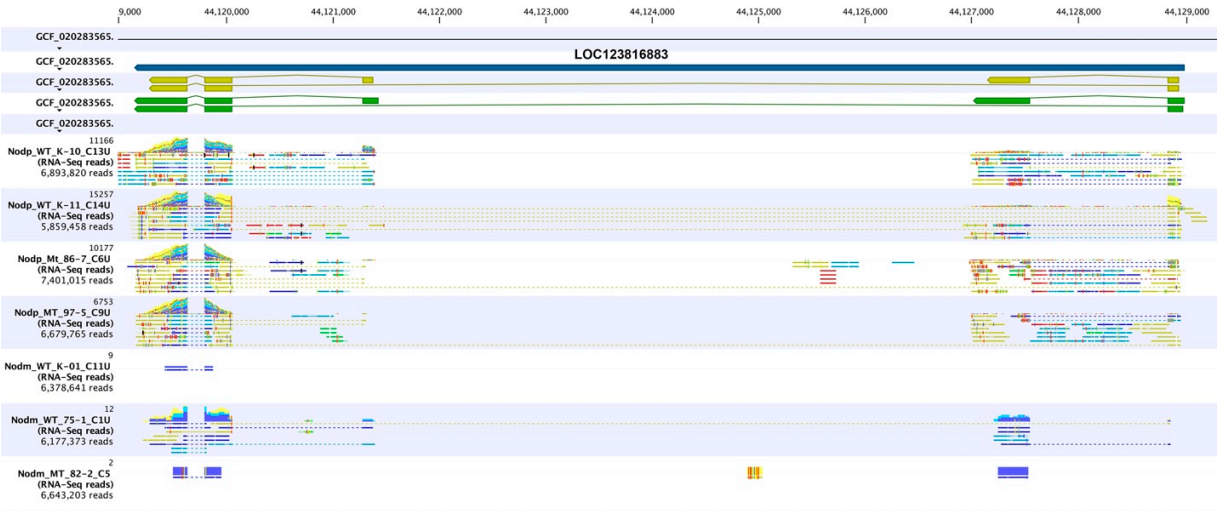 9,000 44,120,000 44,121,000 44,122,000 44,123,000 44,124,000 44,125,000 44,126,000 44,127,000 44,128,000 44,129,000
GCF_020283565.
LOC123816883
GCF_020283565.
GCF_020283565.
GCF_020283565.
GCF_020283565.
11166
Nodp_WT_K-10_C13U
(RNA-Seq reads)
6,893,820 reads
15257
Nodp_WT_K-11_C14U
(RNA-Seq reads)
5,859,458 reads
10177
Nodp_Mt_86-7_C6U
(RNA-Seq reads)
7,401,015 reads
6753
Nodp_MT_97-5_C9U
(RNA-Seq reads)
6,679,765 reads
9
Nodm_WT_K-01_C11U
(RNA-Seq reads)
6,378,641 reads
12
Nodm_WT_75-1_C1U
(RNA-Seq reads)
6,177,373 reads
2
Nodm_MT_82-2_C5
(RNA-Seq reads)
6,643,203 reads